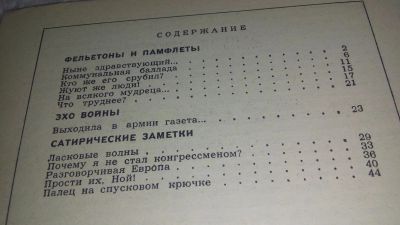 СОДЕРЖАНИЕ
ФЕЛЬЕТОНЫ И ПАМФЛЕТЫ
Ныне здравствующий... 2
Коммунальная баллада 6
Кто же его срубил? 11
Жуют же люди! 15
На всякого мудреца... 17
Что труднее? 21
ЭХО ВОЙНЫ
Выходила в армии газета... 23
САТИРИЧЕСКИЕ ЗАМЕТКИ
Ласковые волны 29
Почему я не стал конгрессменом? 33
Разговорчивая Европа 36
Прости их, Ной! 40
Палец на спусковом крючке 44